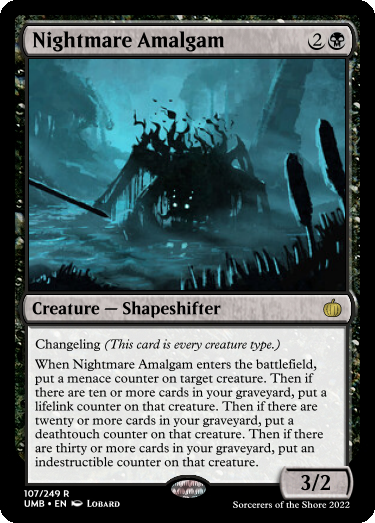 Nightmare Amalgam 2
Creature — Shapeshifter
Changeling (This card is every creature type.)
When Nightmare Amalgam enters the battlefield,
put a menace counter on target creature. Then if
there are ten or more cards in your graveyard, put a
lifelink counter on that creature. Then if there are
twenty or more cards in your graveyard, put a
deathtouch counter on that creature. Then if there
are thirty or more cards in your graveyard, put an
indestructible counter on that creature.
3/2
107/249 R
UMB • EN Lobard
Sorcerers of the Shore 2022